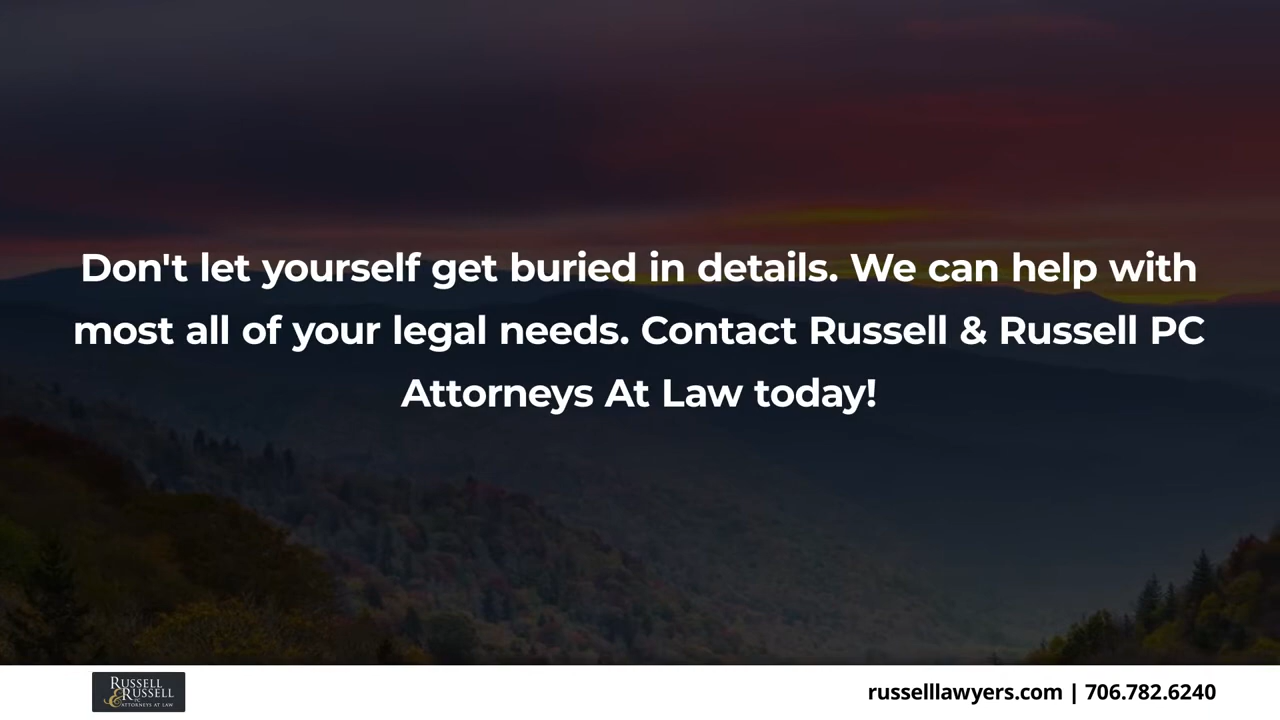 Don't let yourself get buried in details. We can help with
most all of your legal needs. Contact Russell & Russell PC
Attorneys At Law today!
RUSSELL
& RUSSELL
PC
ATTORNEYS AT LAW
russelllawyers.com | 706.782.6240